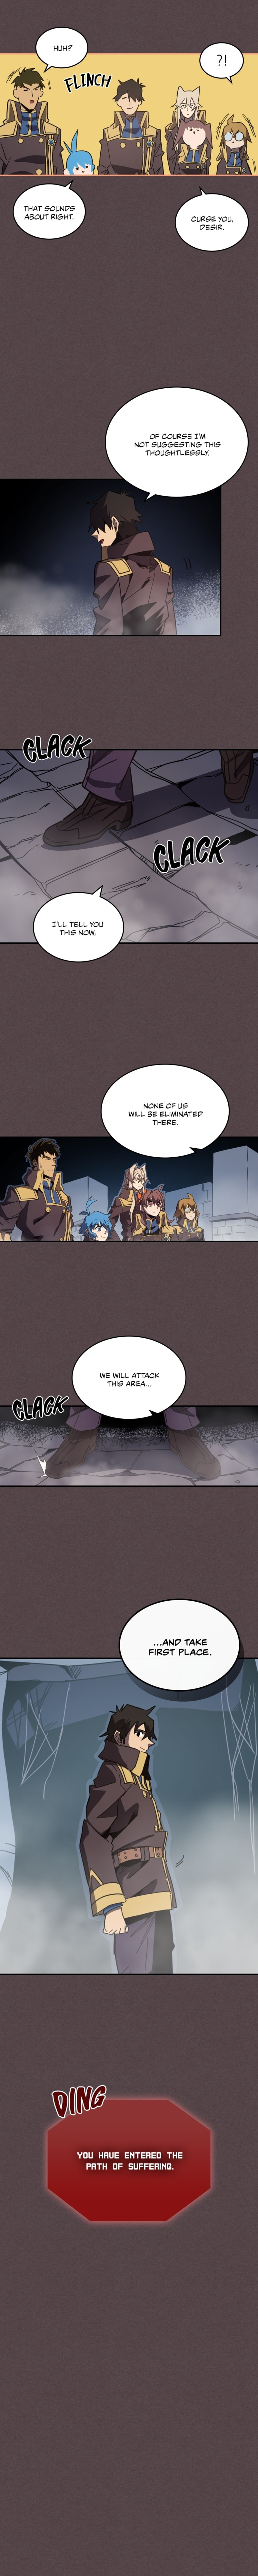 HUH?
?!
FLINCH
THAT SOUNDS
ABOUT RIGHT.
CURSE YOU,
DESIR.
OF COURSE I'M
NOT SUGGESTING THIS
THOUGHTLESSLY.
CLACK
CLACK
I'LL TELL YOU
THIS NOW,
NONE OF US
WILL BE ELIMINATED
THERE.
WE WILL ATTACK
THIS AREA...
CLACK
...AND TAKE
FIRST PLACE.
DING
YOU HAVE ENTERED THE
PATH OF SUFFERING.